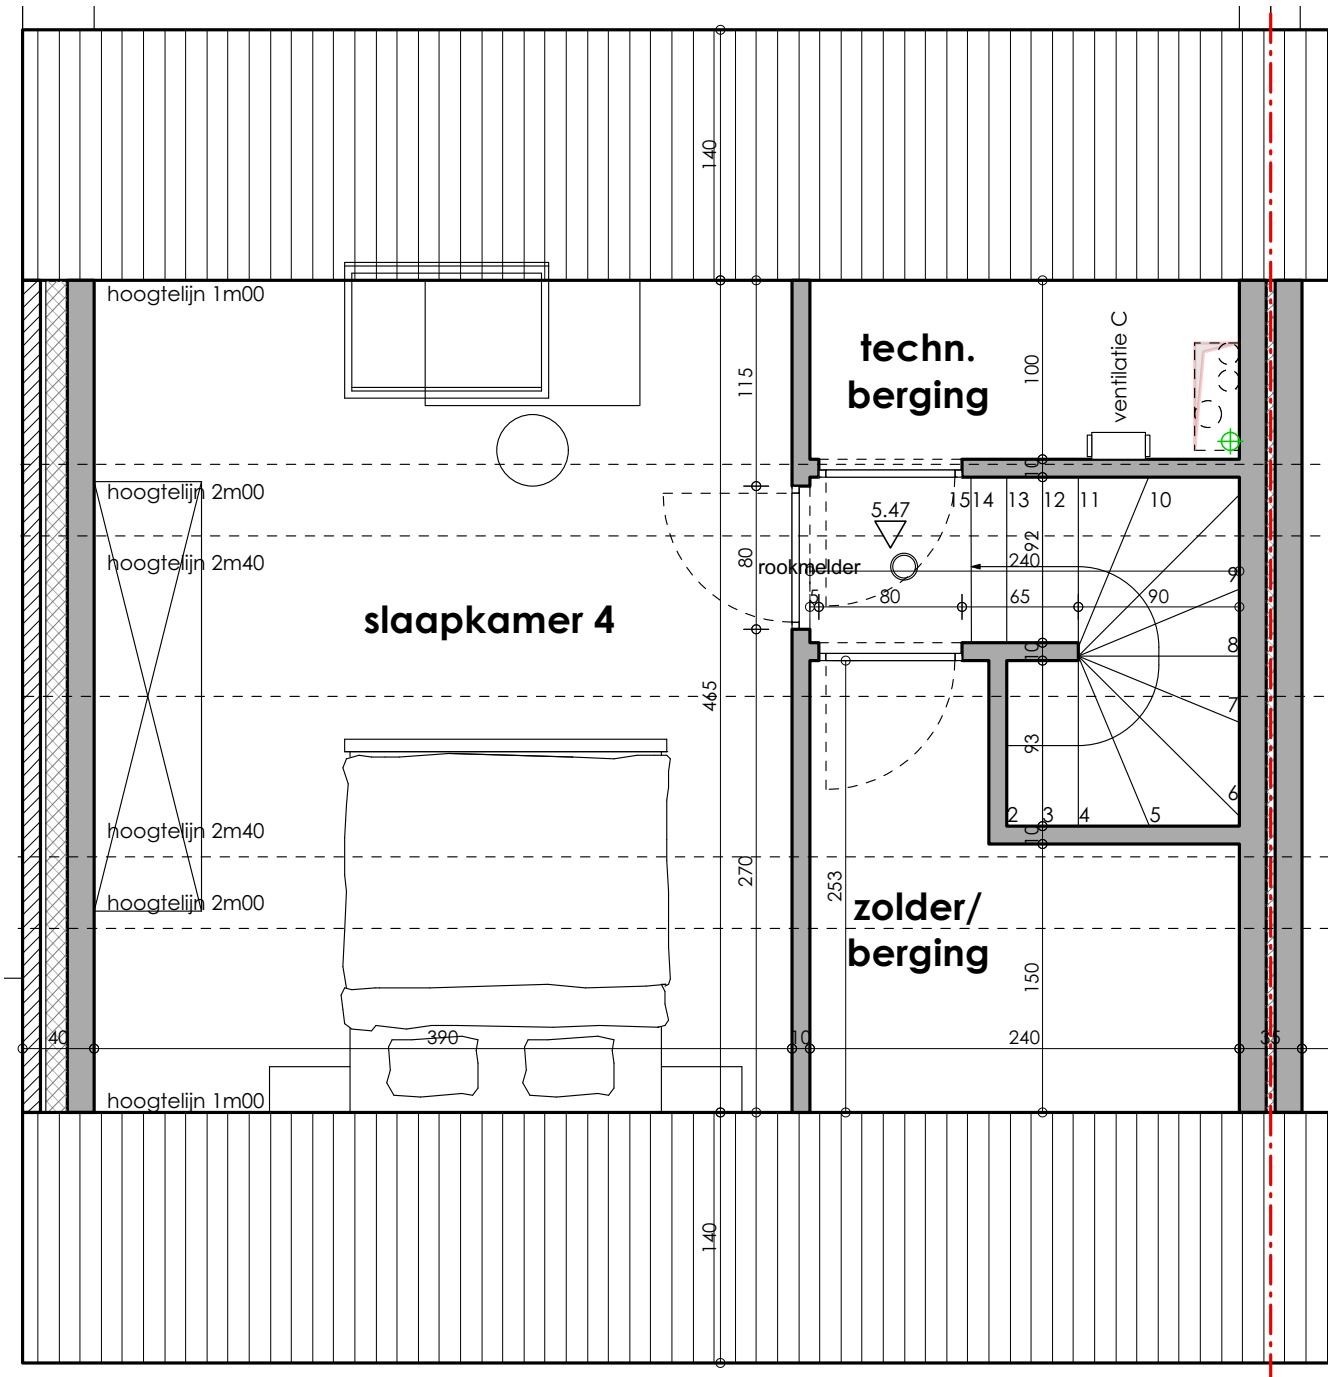 140
hoogtelijn 1m00
techn.
berging
ventilatie C
115
100
10
hoogtelijn 2m00
5.47
15 14 13 12 11 10
92
hoogtelijn 2m40
80
rookmelder
240
9
5 80 65 90
slaapkamer 4
10
8
465
7
93
6
hoogtelijn 2m40
2 3 4 5
10
270
253
hoogtelijn 2m00
zolder/
berging
150
40 390 10 240 35
hoogtelijn 1m00
140